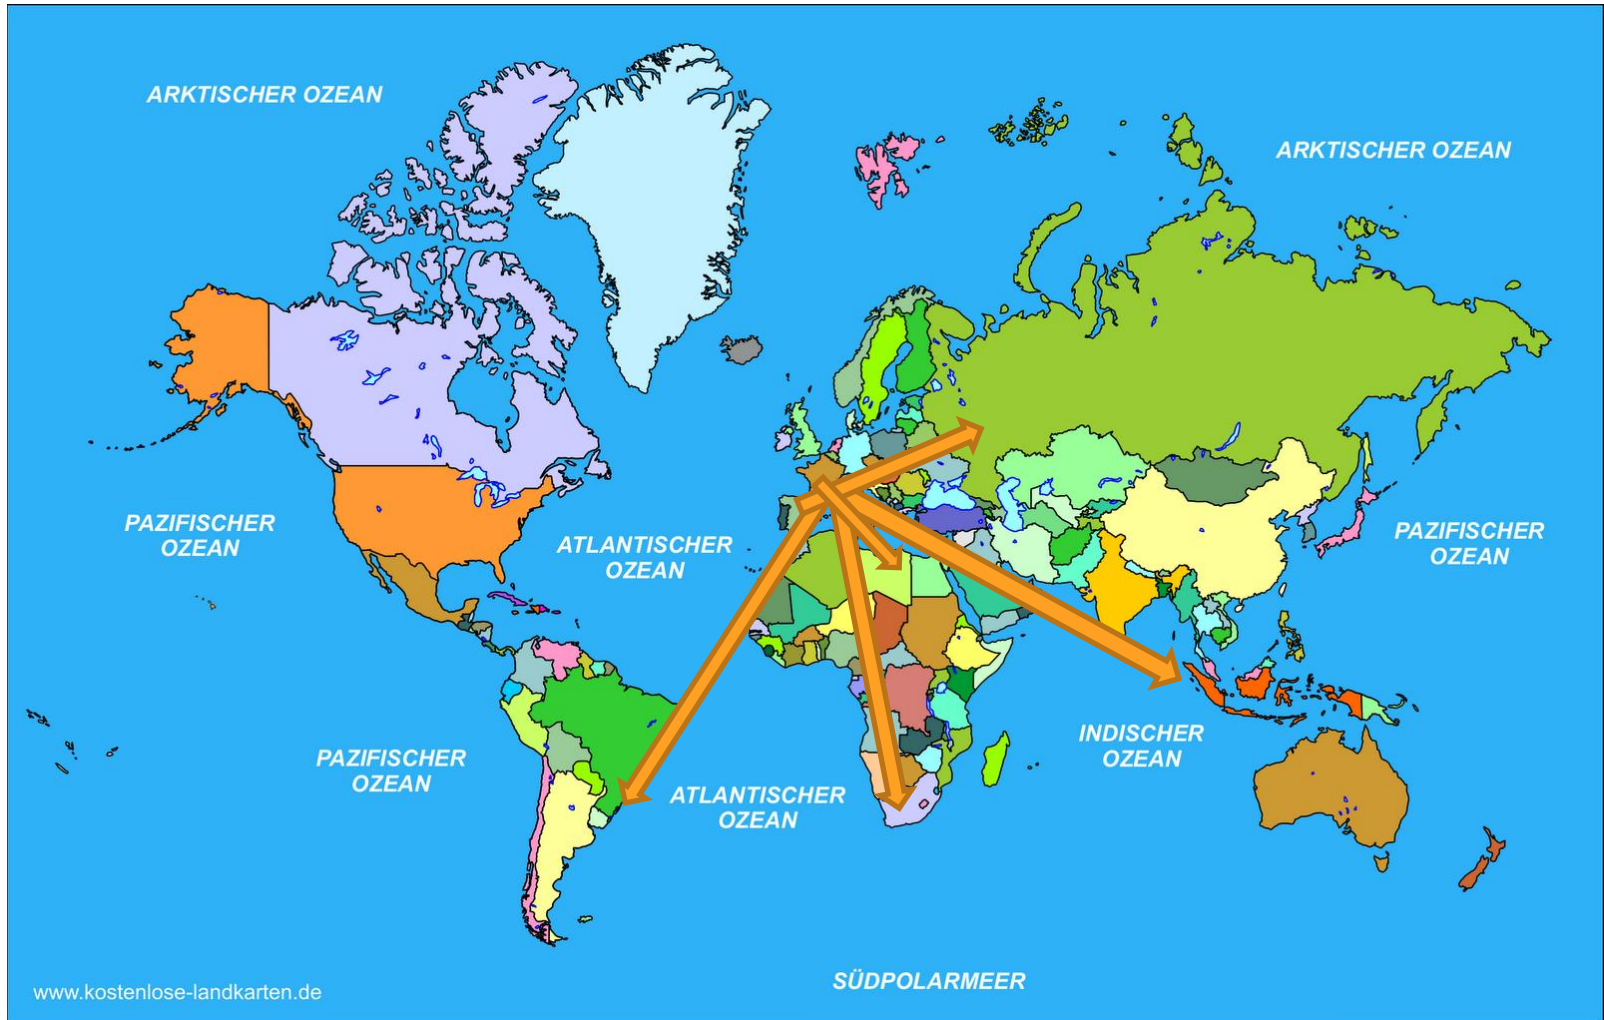 ARKTISCHER OZEAN
ARKTISCHER OZEAN
PAZIFISCHER
OZEAN
ATLANTISCHER
OZEAN
PAZIFISCHER
OZEAN
PAZIFISCHER
OZEAN
ATLANTISCHER
OZEAN
INDISCHER
OZEAN
SÜDPOLARMEER
www.kostenlose-landkarten.de